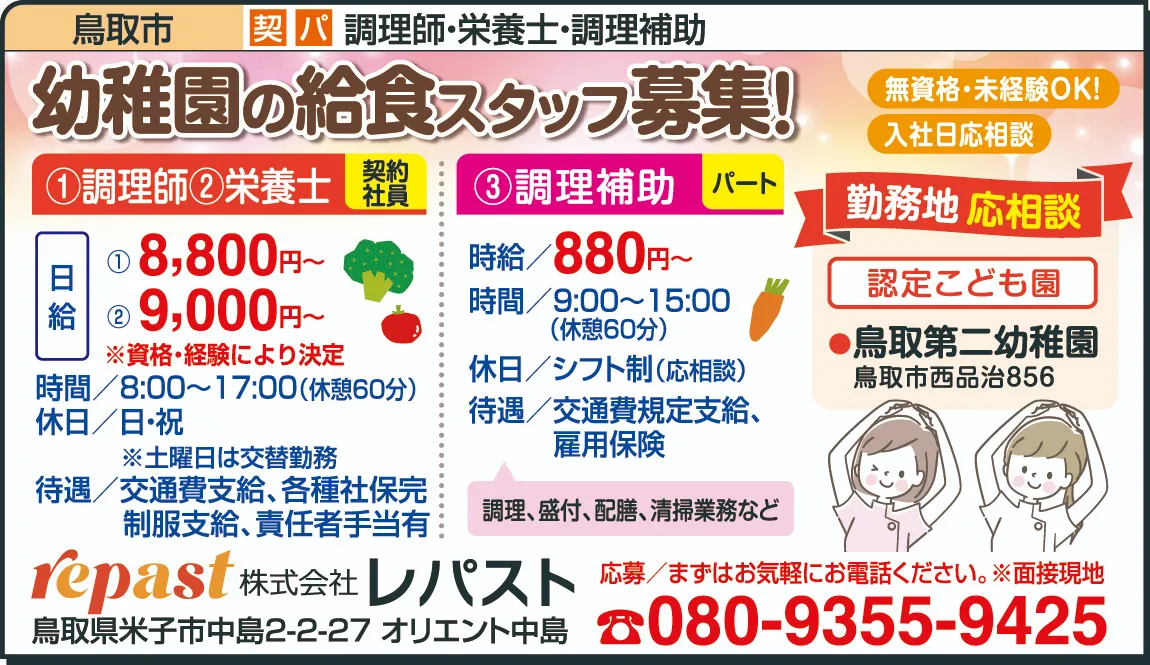 鳥取市 契 パ 調理師・栄養士・調理補助
幼稚園の給食スタッフ募集!
無資格・未経験OK!
入社日応相談
①調理師②栄養士 契約社員
日給
① 8,800円～
② 9,000円～
※資格・経験により決定
時間／8:00～17:00（休憩60分）
休日／日・祝
※土曜日は交替勤務
待遇／交通費支給、各種社保完
制服支給、責任者手当有
③調理補助 パート
時給／880円～
時間／9:00～15:00
（休憩60分）
休日／シフト制（応相談）
待遇／交通費規定支給、
雇用保険
調理、盛付、配膳、清掃業務など
勤務地 応相談
認定こども園
●鳥取第二幼稚園
鳥取市西品治856
repast 株式会社 レパスト
鳥取県米子市中島2-2-27 オリエント中島
応募／まずはお気軽にお電話ください。※面接現地
☎080-9355-9425